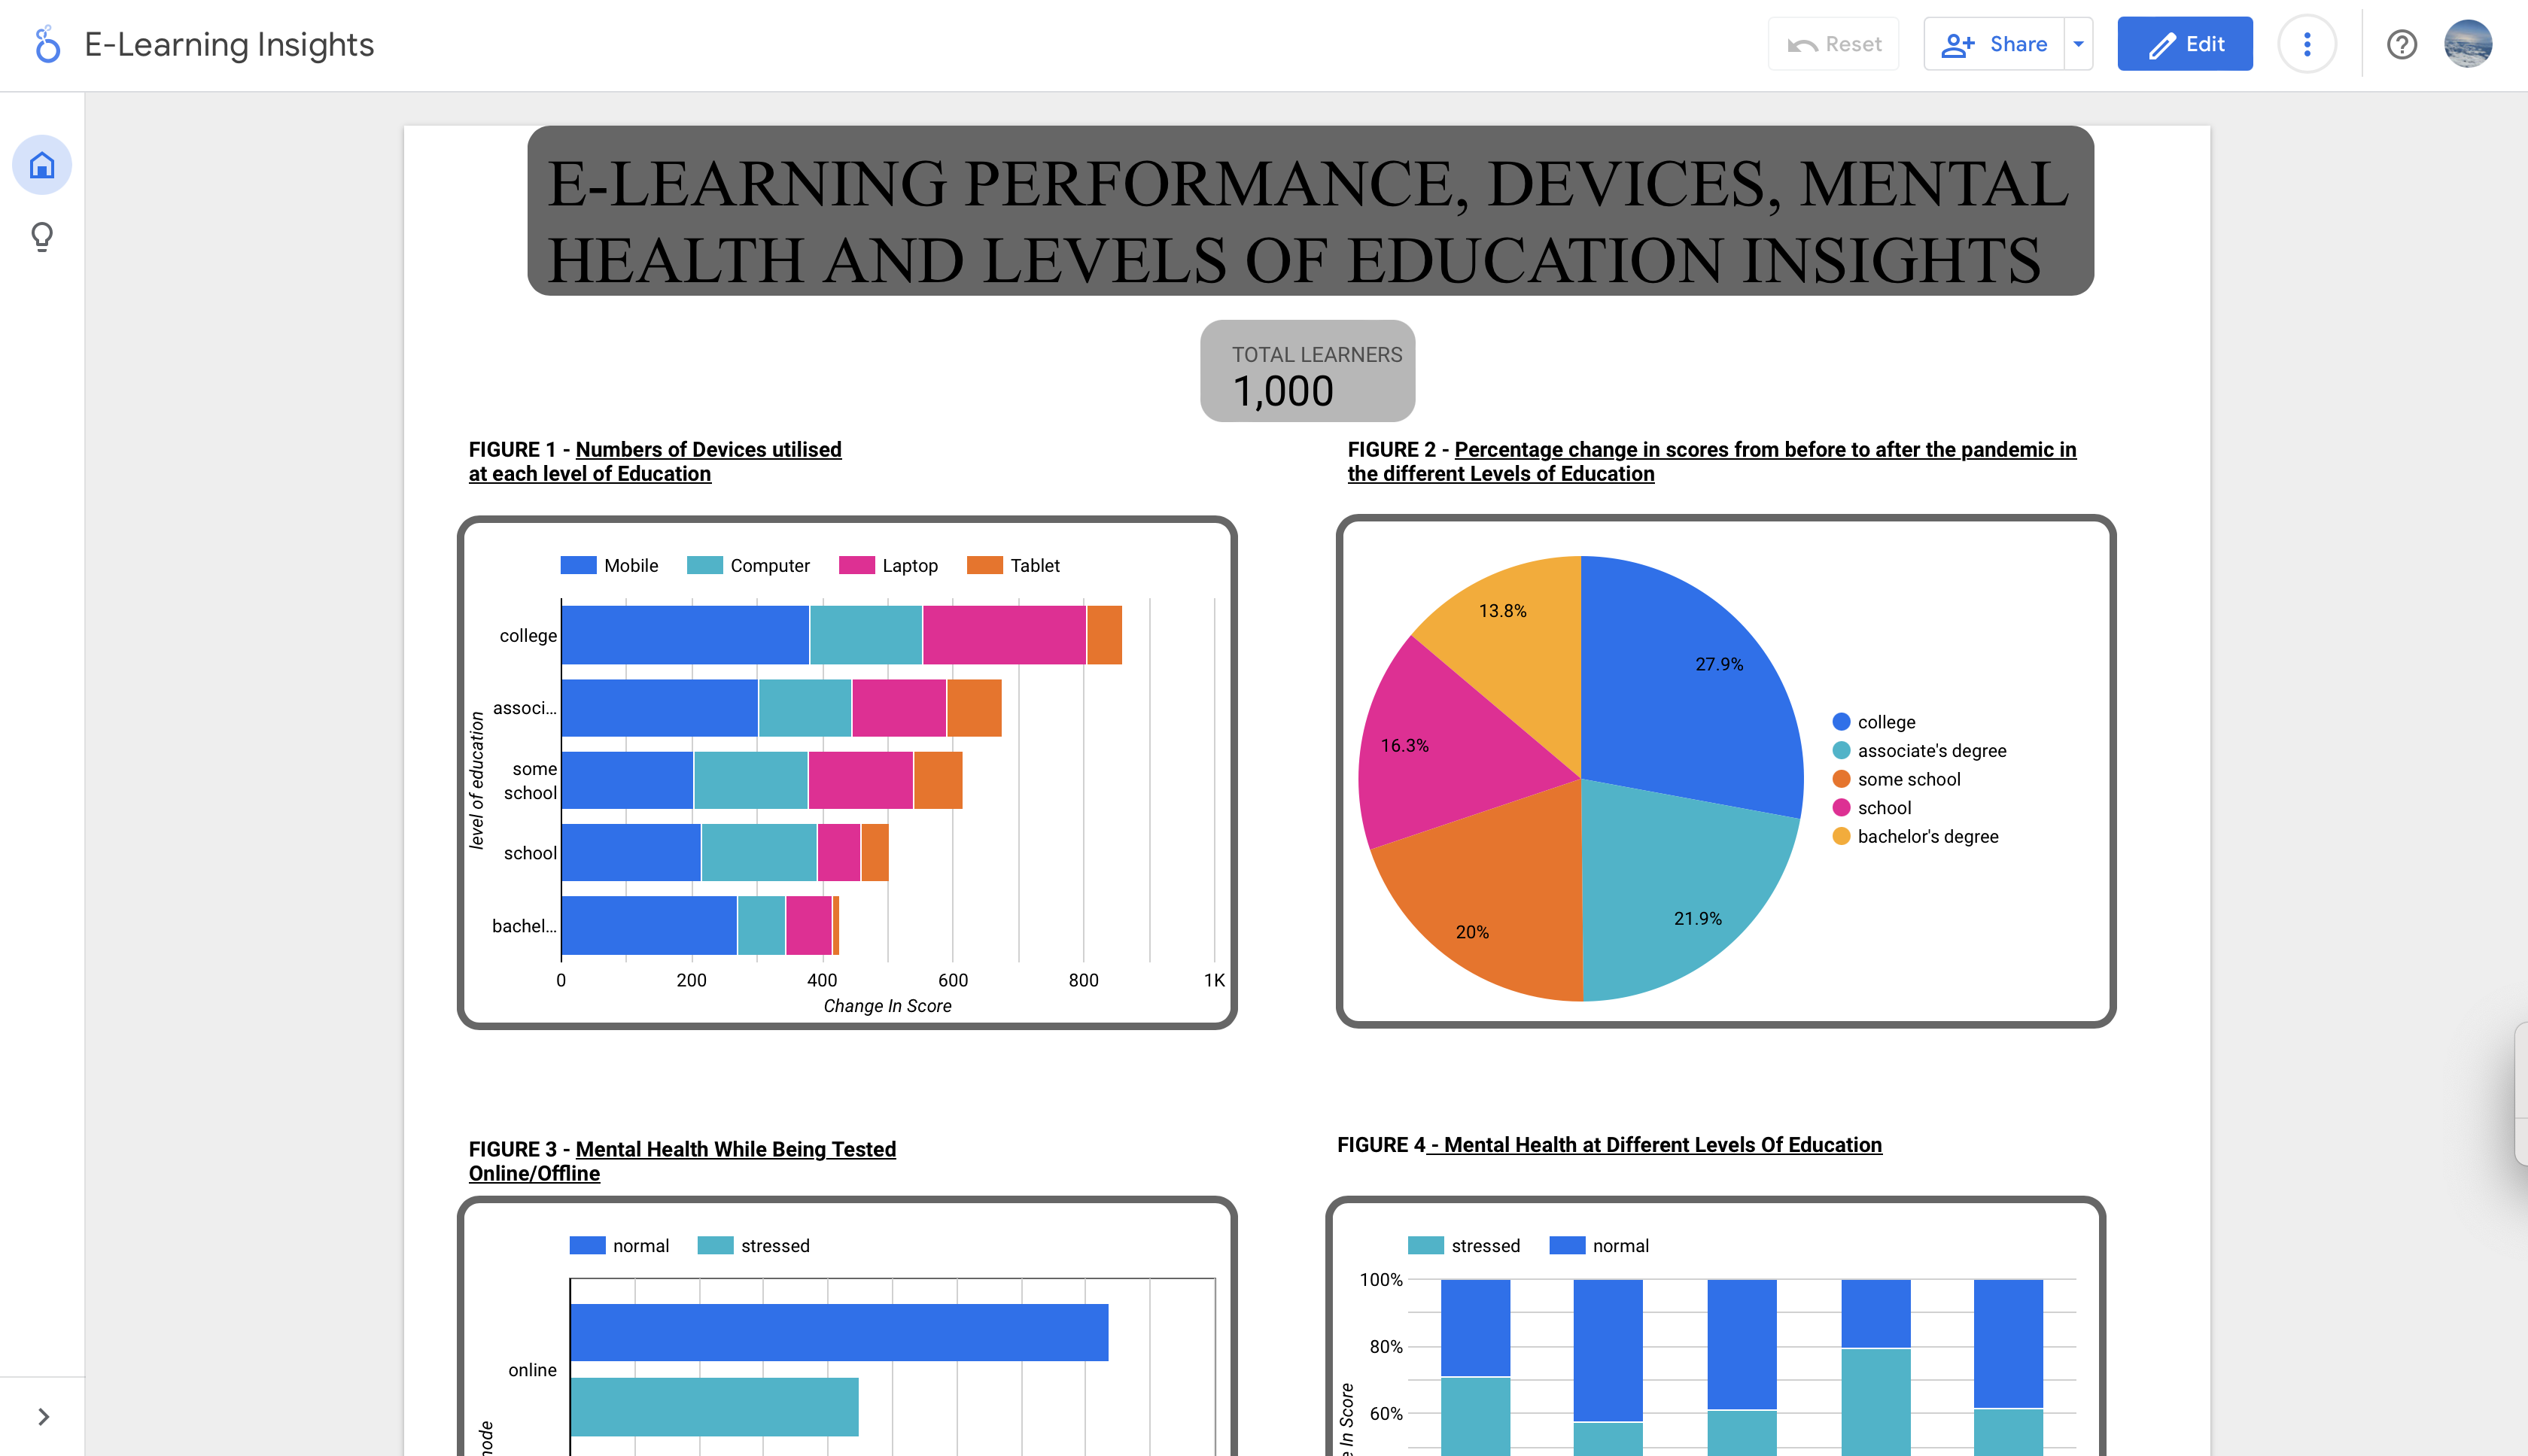 E-Learning Insights
Reset
Share
Edit
E-LEARNING PERFORMANCE, DEVICES, MENTAL
HEALTH AND LEVELS OF EDUCATION INSIGHTS
TOTAL LEARNERS
1,000
FIGURE 1 - Numbers of Devices utilised
at each level of Education
Mobile
Computer
Laptop
Tablet
level of education
college
associ...
some
school
school
bachel...
0
200
400
600
800
1K
Change In Score
FIGURE 2 - Percentage change in scores from before to after the pandemic in
the different Levels of Education
13.8%
27.9%
16.3%
20%
21.9%
college
associate's degree
some school
school
bachelor's degree
FIGURE 3 - Mental Health While Being Tested
Online/Offline
normal
stressed
online
FIGURE 4 - Mental Health at Different Levels Of Education
stressed
normal
100%
80%
60%
In Score